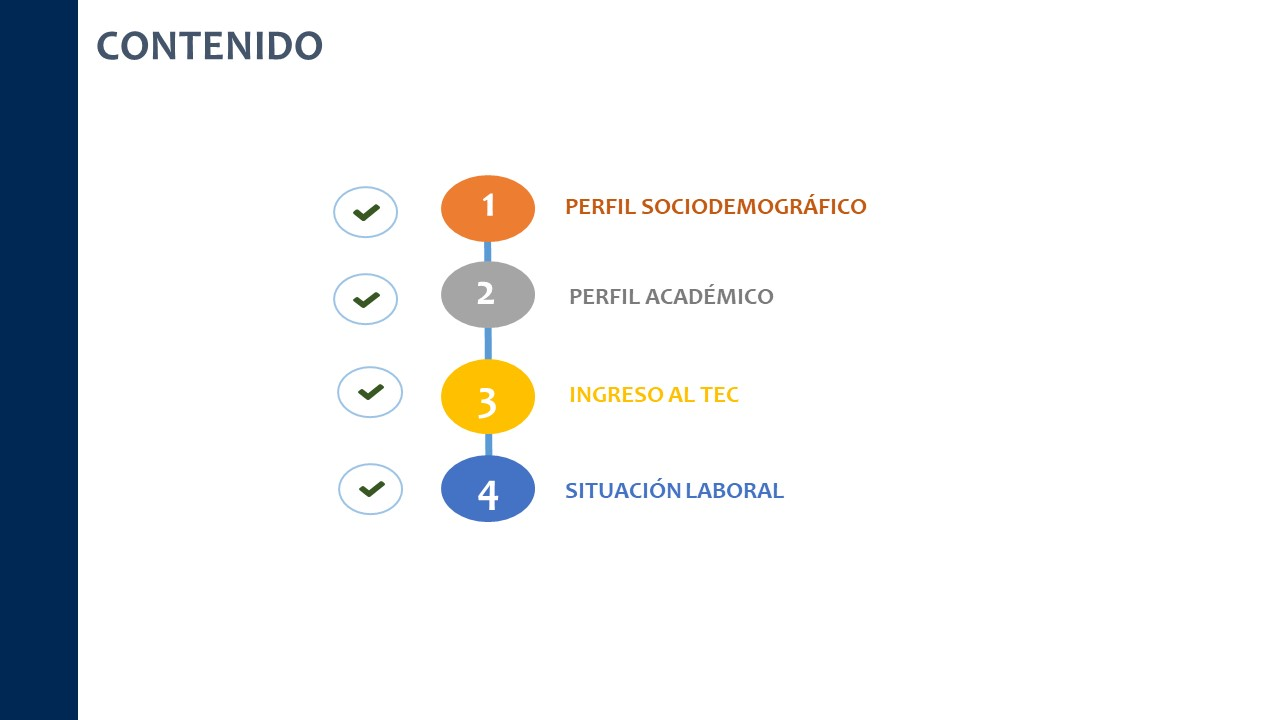 CONTENIDO
1 PERFIL SOCIODEMOGRÁFICO
2 PERFIL ACADÉMICO
3 INGRESO AL TEC
4 SITUACIÓN LABORAL